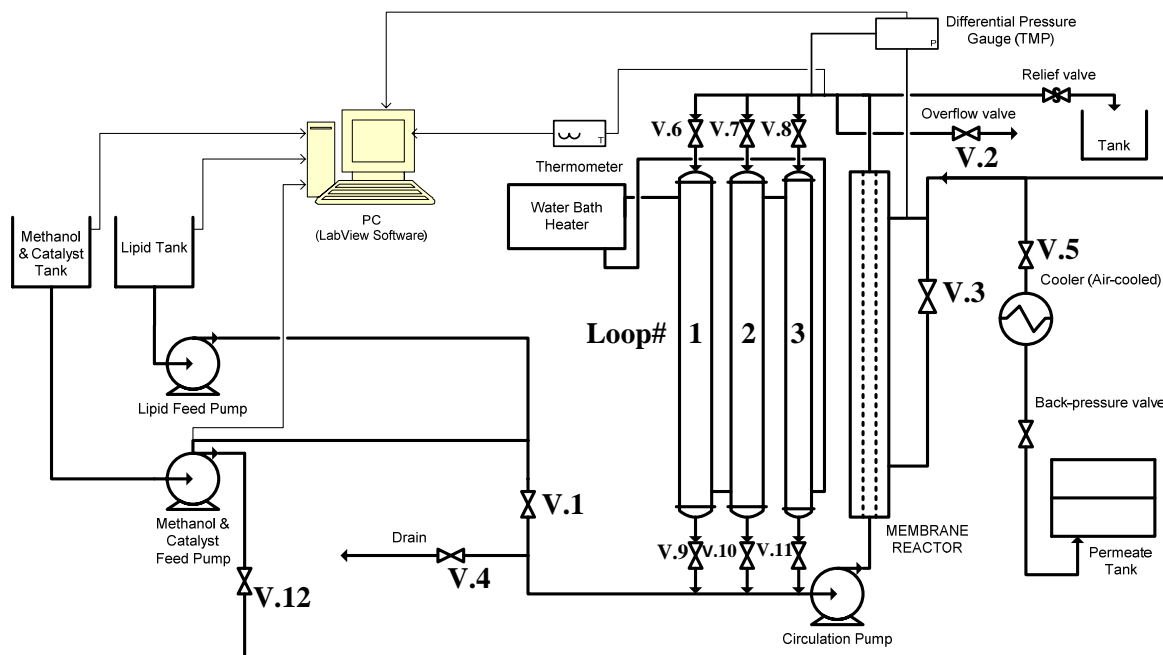 Differential Pressure
Gauge (TMP)
P
Relief valve
Overflow valve
V.2
Tank
V.6
V.7
V.8
T
Thermometer
PC
(LabView Software)
Water Bath
Heater
Methanol
& Catalyst
Tank
Lipid Tank
V.5
Cooler (Air-cooled)
V.3
Loop#
1
2
3
Lipid Feed Pump
Back-pressure valve
V.1
Methanol &
Catalyst
Feed Pump
Drain
V.4
V.9
V.10
V.11
MEMBRANE
REACTOR
Permeate
Tank
V.12
Circulation Pump